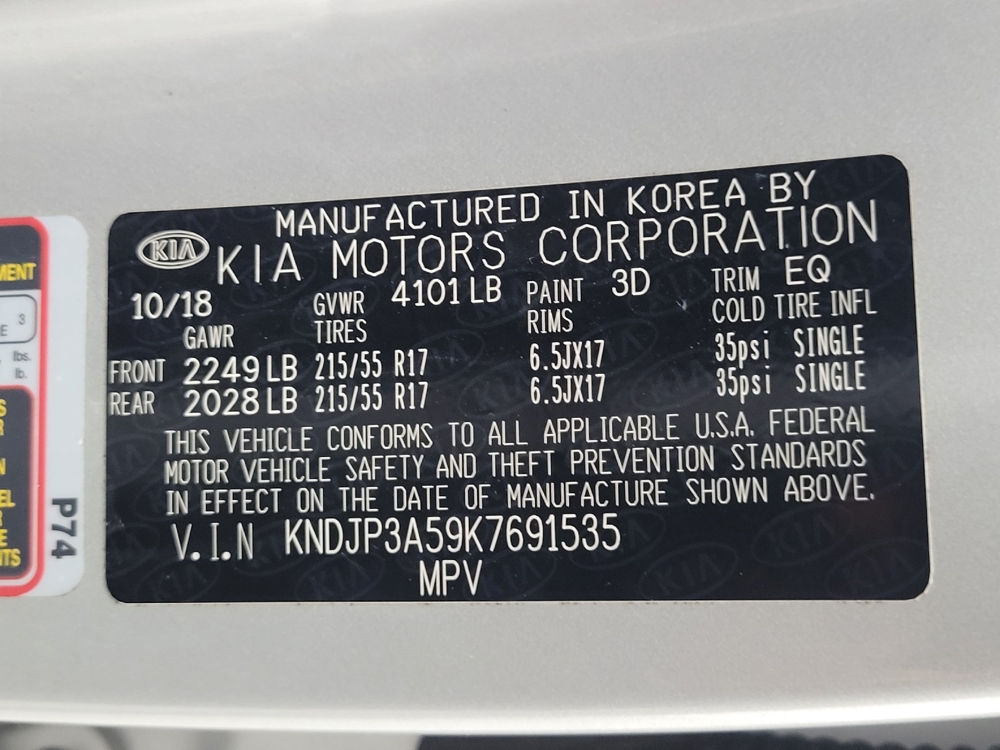 MANUFACTURED IN KOREA BY
KIA KIA MOTORS CORPORATION
10/18 GVWR 4101 LB PAINT 3D TRIM EQ
GAWR TIRES RIMS COLD TIRE INFL
FRONT 2249 LB 215/55 R17 6.5JX17 35psi SINGLE
REAR 2028 LB 215/55 R17 6.5JX17 35psi SINGLE
THIS VEHICLE CONFORMS TO ALL APPLICABLE U.S.A. FEDERAL
MOTOR VEHICLE SAFETY AND THEFT PREVENTION STANDARDS
IN EFFECT ON THE DATE OF MANUFACTURE SHOWN ABOVE.
V.I.N KNDJP3A59K7691535
MPV
3
lbs.
lb.
P74